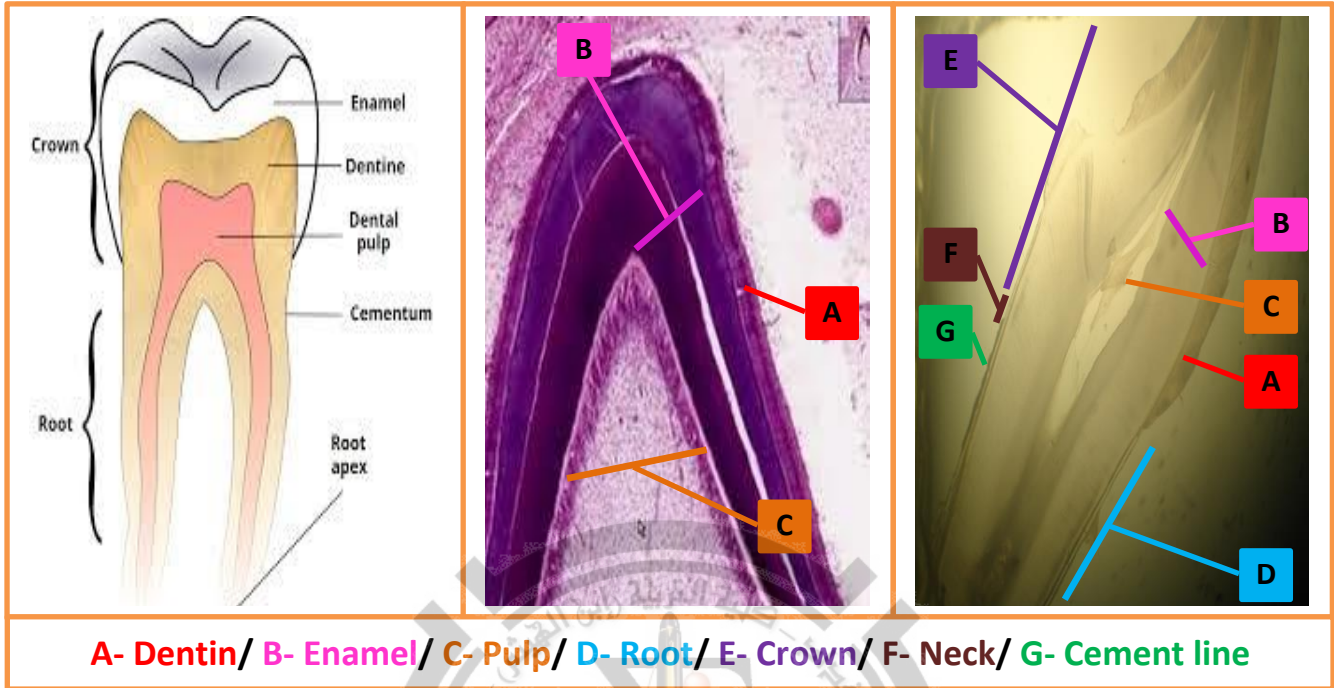 Crown
Enamel
Dentine
Dental
pulp
Cementum
Root
Root
apex
B
A
C
E
B
F
C
G
A
D
A- Dentin/ B- Enamel/ C- Pulp/ D- Root/ E- Crown/ F- Neck/ G- Cement line